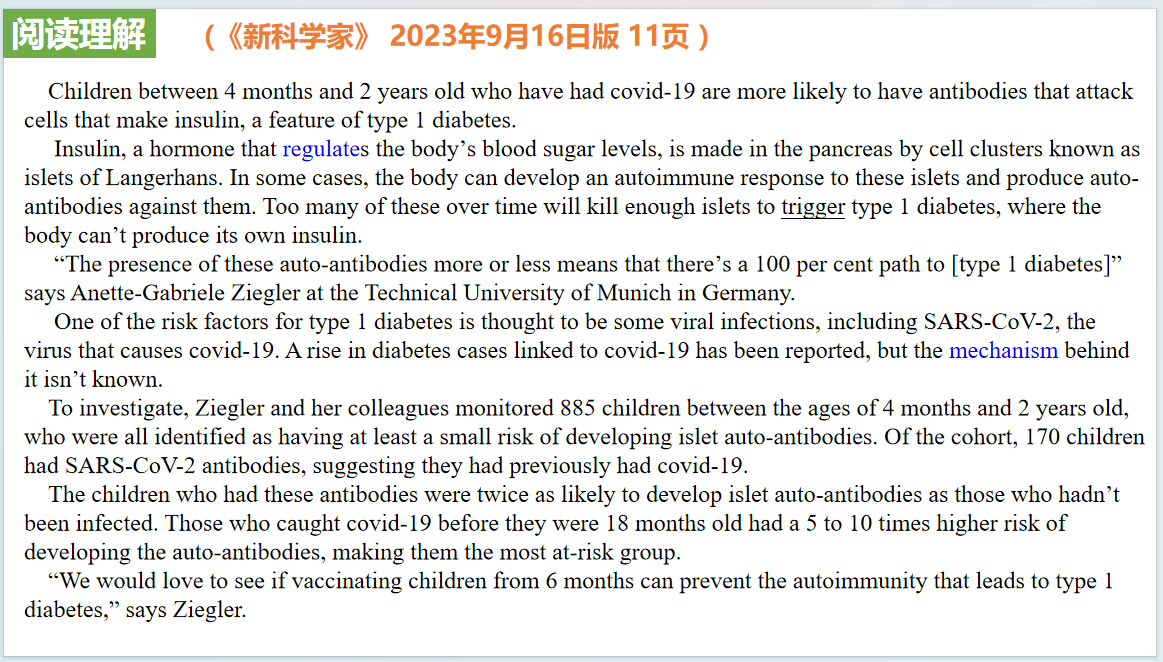 阅读理解 (《新科学家》 2023年9月16日版 11页 )
Children between 4 months and 2 years old who have had covid-19 are more likely to have antibodies that attack
cells that make insulin, a feature of type 1 diabetes.
Insulin, a hormone that regulates the body’s blood sugar levels, is made in the pancreas by cell clusters known as
islets of Langerhans. In some cases, the body can develop an autoimmune response to these islets and produce auto-
antibodies against them. Too many of these over time will kill enough islets to trigger type 1 diabetes, where the
body can’t produce its own insulin.
“The presence of these auto-antibodies more or less means that there’s a 100 per cent path to [type 1 diabetes]”
says Anette-Gabriele Ziegler at the Technical University of Munich in Germany.
One of the risk factors for type 1 diabetes is thought to be some viral infections, including SARS-CoV-2, the
virus that causes covid-19. A rise in diabetes cases linked to covid-19 has been reported, but the mechanism behind
it isn’t known.
To investigate, Ziegler and her colleagues monitored 885 children between the ages of 4 months and 2 years old,
who were all identified as having at least a small risk of developing islet auto-antibodies. Of the cohort, 170 children
had SARS-CoV-2 antibodies, suggesting they had previously had covid-19.
The children who had these antibodies were twice as likely to develop islet auto-antibodies as those who hadn’t
been infected. Those who caught covid-19 before they were 18 months old had a 5 to 10 times higher risk of
developing the auto-antibodies, making them the most at-risk group.
“We would love to see if vaccinating children from 6 months can prevent the autoimmunity that leads to type 1
diabetes,” says Ziegler.